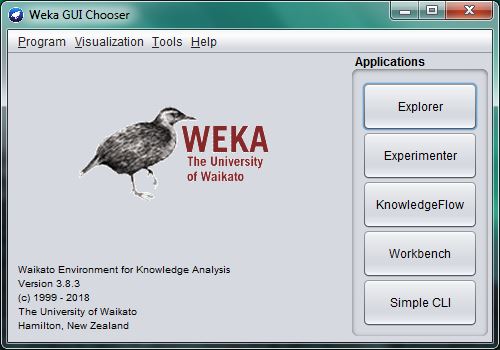 Weka GUI Chooser
Program Visualization Tools Help
WEKA
The University
of Waikato
Waikato Environment for Knowledge Analysis
Version 3.8.3
(c) 1999 - 2018
The University of Waikato
Hamilton, New Zealand
Applications
Explorer
Experimenter
KnowledgeFlow
Workbench
Simple CLI